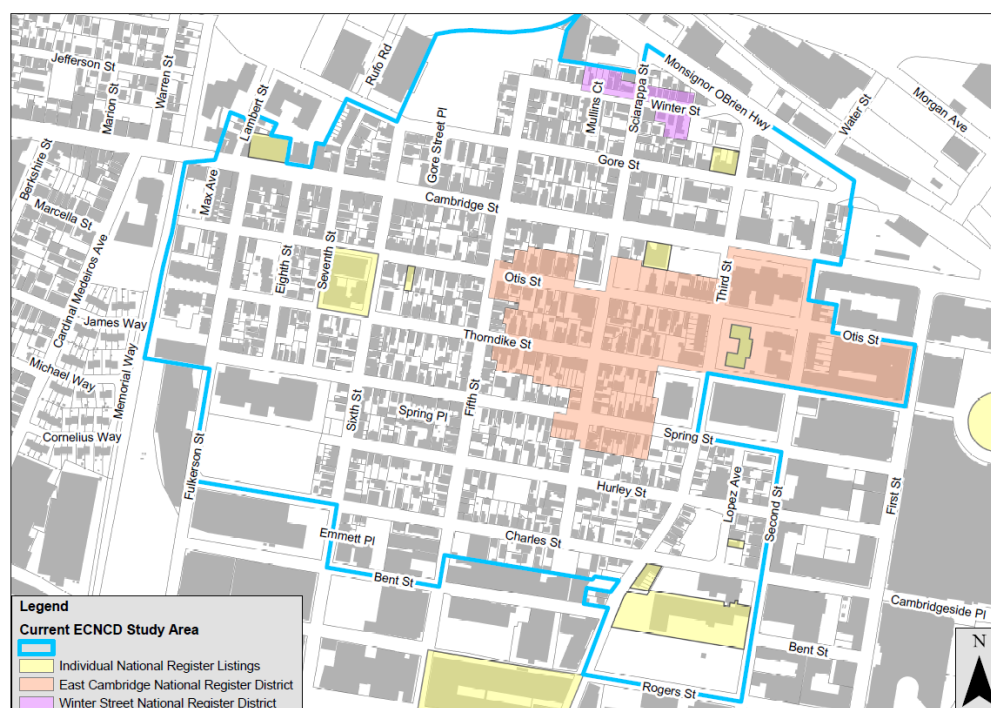 Jefferson St
Marion St
Warren St
Rufo Rd
Lambert St
Berkshire St
Marcella St
Cardinal Medeiros Ave
Max Ave
Gore Street Pl
Mullins Ct
Sciarappa St
Winter St
Monsignor OBrien Hwy
Water St
Morgan Ave
Gore St
Cambridge St
Eighth St
Seventh St
Otis St
Third St
Otis St
James Way
Michael Way
Memorial Way
Cornelius Way
Thorndike St
Fifth St
Sixth St
Spring Pl
Spring St
Fulkerson St
Hurley St
Lopez Ave
Second St
First St
Emmett Pl
Charles St
Bent St
Cambridgeside Pl
Bent St
Rogers St
N
Legend
Current ECNCD Study Area
Individual National Register Listings
East Cambridge National Register District
Winter Street National Register District